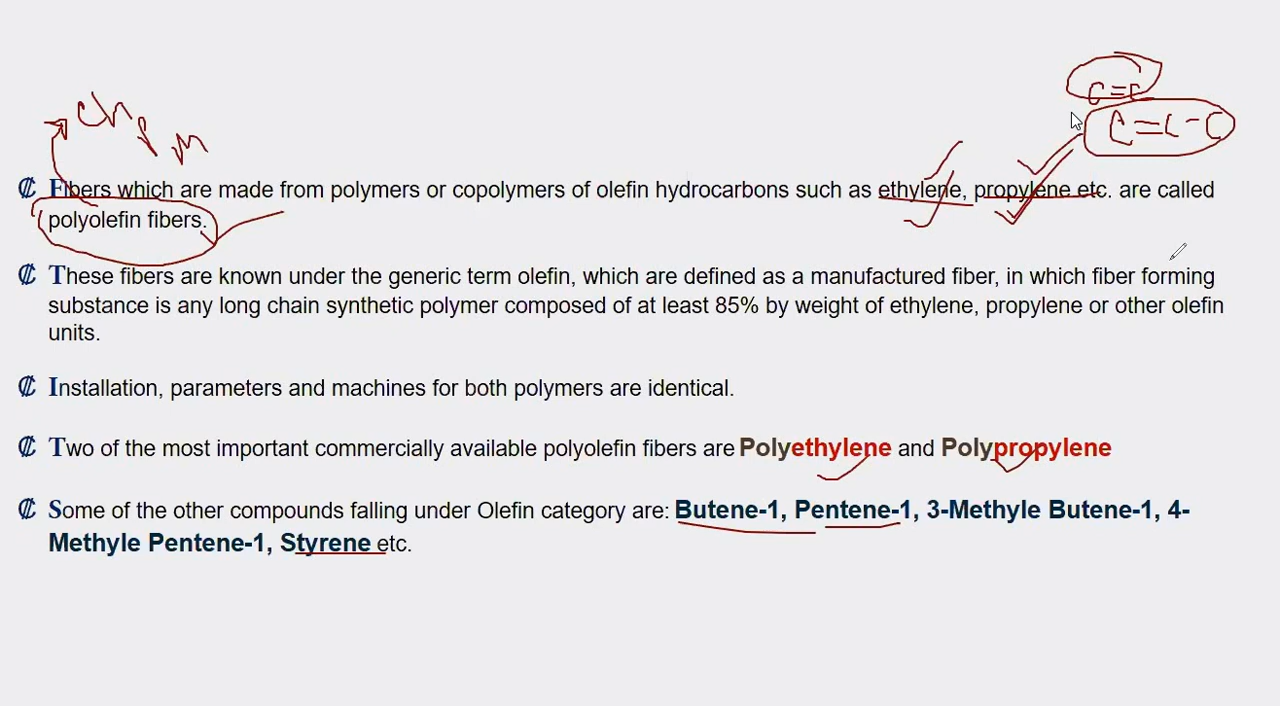 C=C
C=C-C
₡ Fibers which are made from polymers or copolymers of olefin hydrocarbons such as ethylene, propylene etc. are called
polyolefin fibers.
₡ These fibers are known under the generic term olefin, which are defined as a manufactured fiber, in which fiber forming
substance is any long chain synthetic polymer composed of at least 85% by weight of ethylene, propylene or other olefin
units.
₡ Installation, parameters and machines for both polymers are identical.
₡ Two of the most important commercially available polyolefin fibers are Polyethylene and Polypropylene
₡ Some of the other compounds falling under Olefin category are: Butene-1, Pentene-1, 3-Methyle Butene-1, 4-
Methyle Pentene-1, Styrene etc.